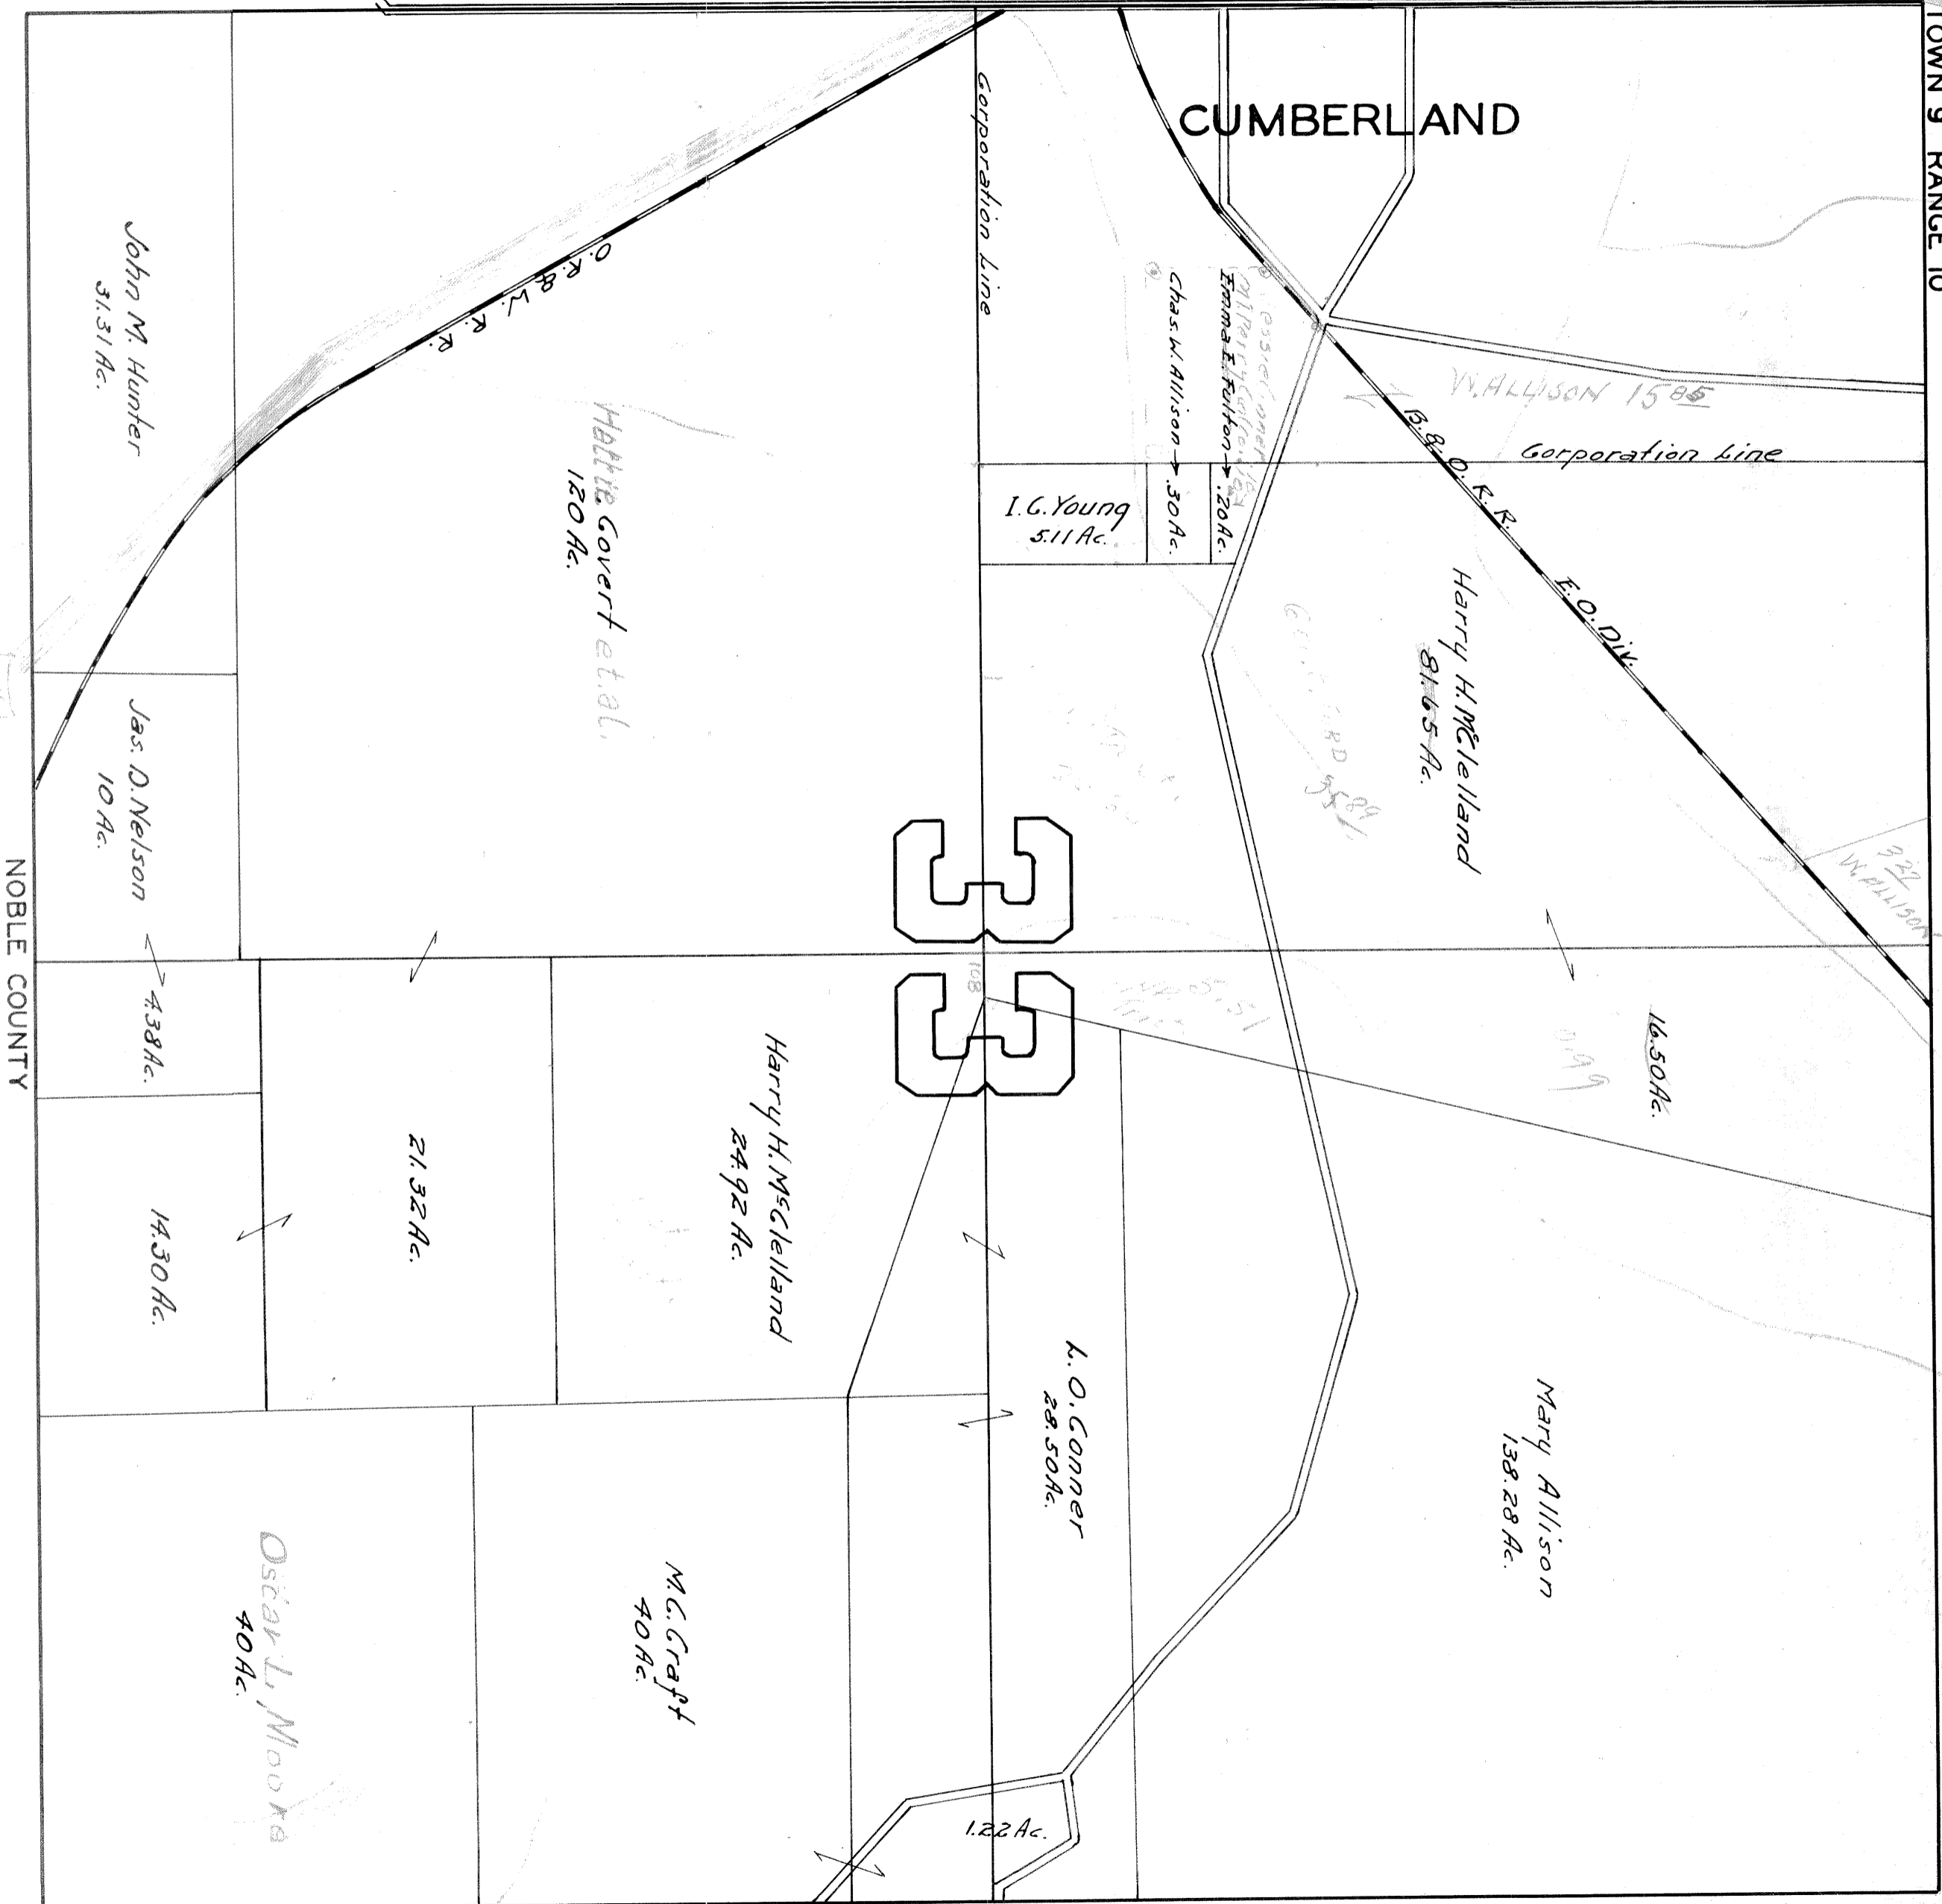 TOWN 9 RANGE 10
CUMBERLAND
Corporation Line
O.R. & W. R.R.
John M. Hunter
31.31 Ac.
Chas. W. Allison → .30 Ac.
Emma E. Fulton → .20 Ac.
W. ALLISON 1585
Corporation Line
B. & O. R. R. E. O. Div.
I. C. Young
5.11 Ac.
Hattie Covert et.al.
120 Ac.
Harry H. McClelland
81.65 Ac.
Jas. D. Nelson
10 Ac.
327
W. ALLISON
33
108
4.38 Ac.
16.50 Ac.
Harry H. McClelland
24.92 Ac.
21.32 Ac.
14.30 Ac.
L. O. Conner
28.50 Ac.
Mary Allison
138.28 Ac.
M. C. Craft
40 Ac.
Oscar L. Moore
40 Ac.
1.22 Ac.
NOBLE COUNTY